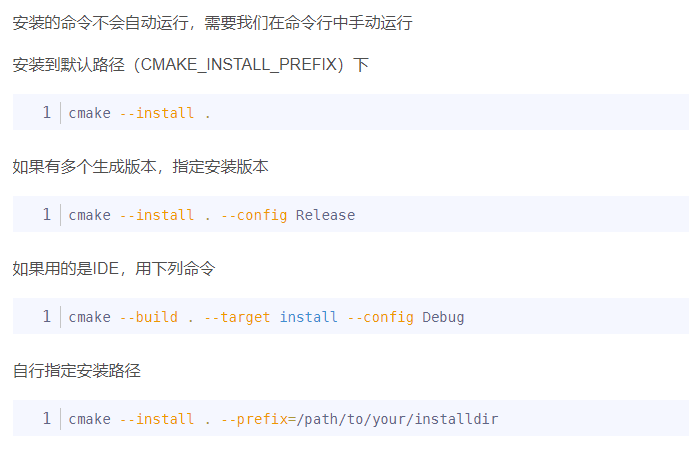 安装的命令不会自动运行，需要我们在命令行中手动运行
安装到默认路径（CMAKE_INSTALL_PREFIX）下
1 cmake --install .
如果有多个生成版本，指定安装版本
1 cmake --install . --config Release
如果用的是IDE，用下列命令
1 cmake --build . --target install --config Debug
自行指定安装路径
1 cmake --install . --prefix=/path/to/your/installdir